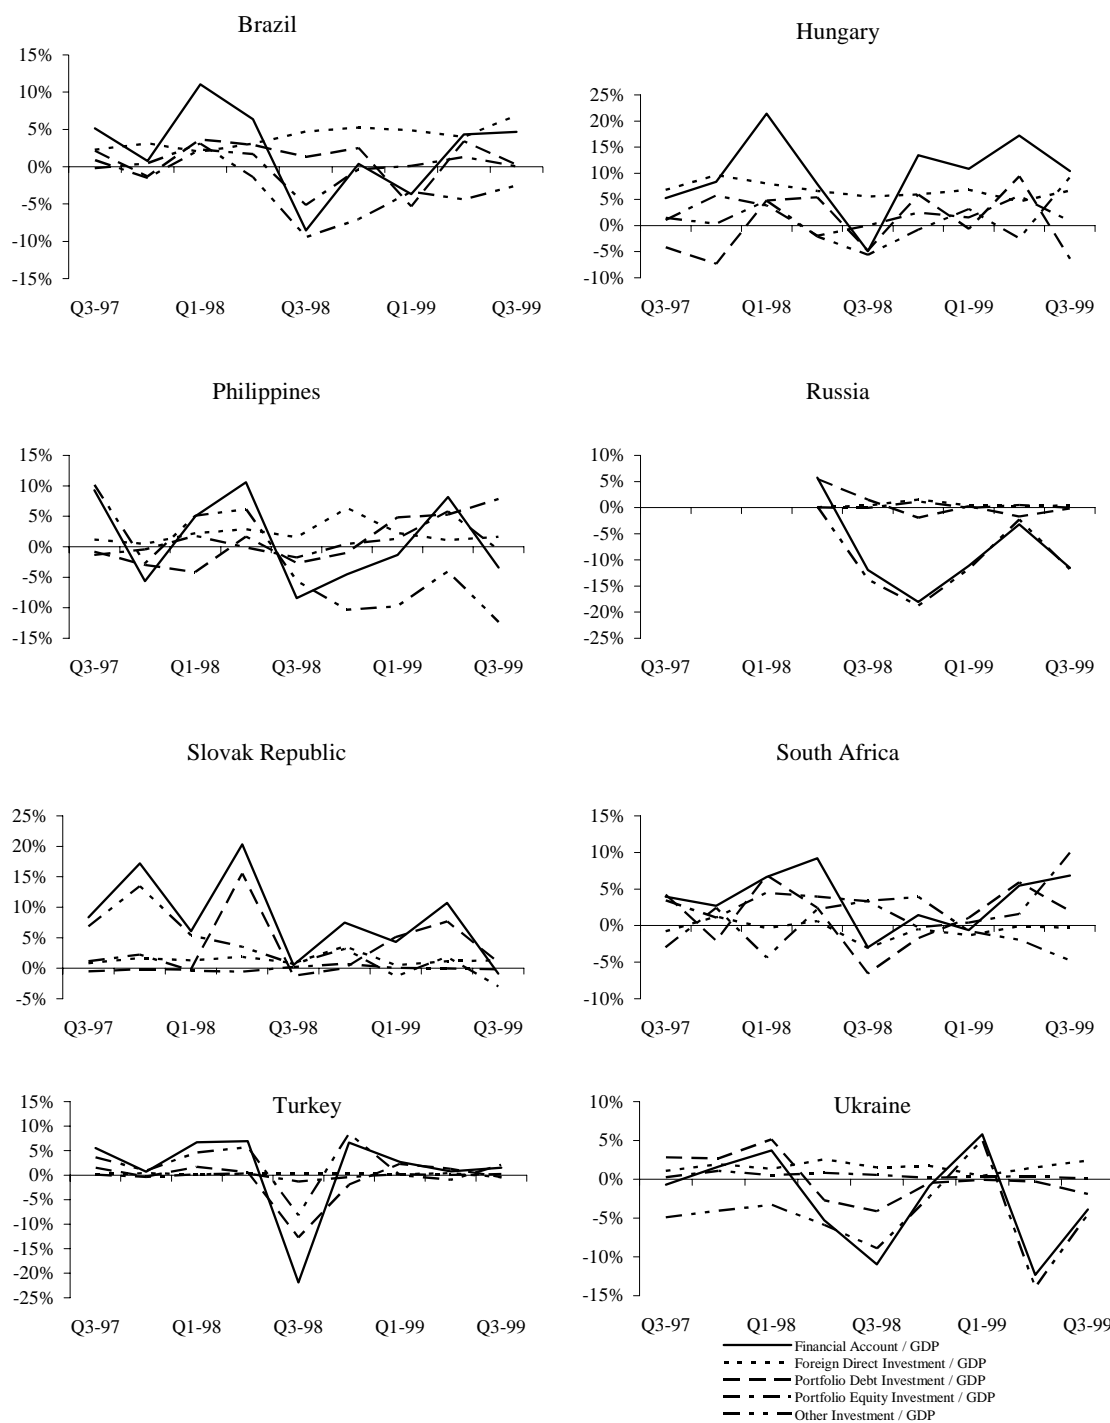 Brazil
15%
10%
5%
0%
-5%
-10%
-15%
Q3-97 Q1-98 Q3-98 Q1-99 Q3-99
Hungary
25%
20%
15%
10%
5%
0%
-5%
-10%
Q3-97 Q1-98 Q3-98 Q1-99 Q3-99
Philippines
15%
10%
5%
0%
-5%
-10%
-15%
Q3-97 Q1-98 Q3-98 Q1-99 Q3-99
Russia
10%
5%
0%
-5%
-10%
-15%
-20%
-25%
Q3-97 Q1-98 Q3-98 Q1-99 Q3-99
Slovak Republic
25%
20%
15%
10%
5%
0%
-5%
Q3-97 Q1-98 Q3-98 Q1-99 Q3-99
South Africa
15%
10%
5%
0%
-5%
-10%
Q3-97 Q1-98 Q3-98 Q1-99 Q3-99
Turkey
15%
10%
5%
0%
-5%
-10%
-15%
-20%
-25%
Q3-97 Q1-98 Q3-98 Q1-99 Q3-99
Ukraine
10%
5%
0%
-5%
-10%
-15%
Q3-97 Q1-98 Q3-98 Q1-99 Q3-99
Financial Account / GDP
Foreign Direct Investment / GDP
Portfolio Debt Investment / GDP
Portfolio Equity Investment / GDP
Other Investment / GDP